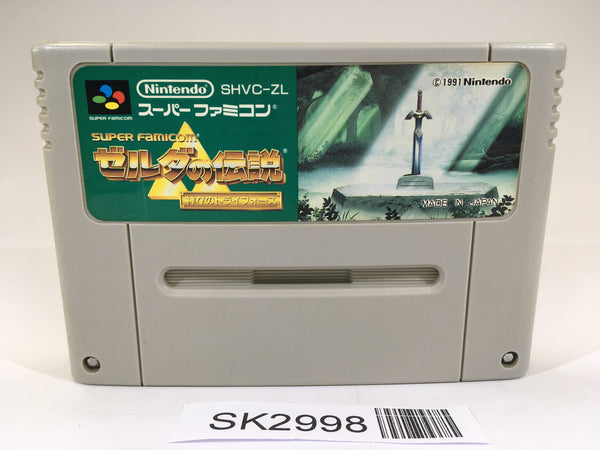 Nintendo SHVC-ZL
スーパーファミコン®
SUPER FAMICOM
SUPER FAMICOM®
ゼルダの伝説®
神々のトライフォース
© 1991 Nintendo
MADE IN JAPAN
SK2998